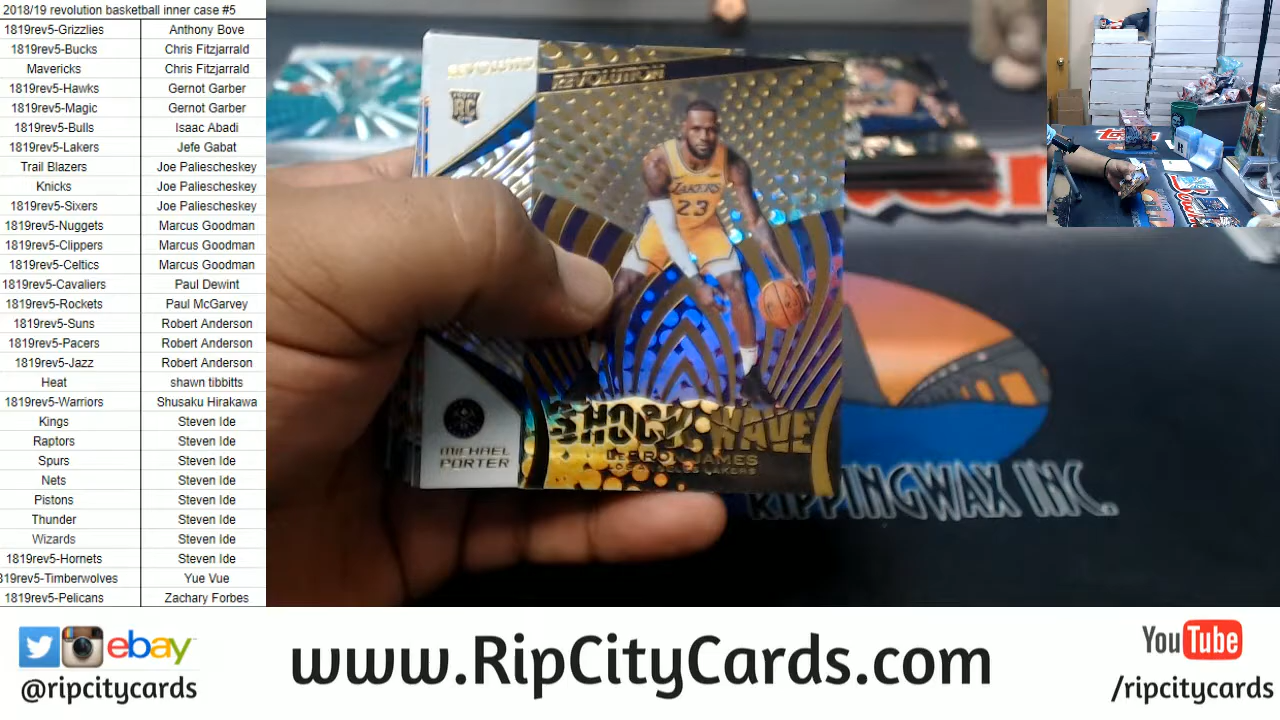 2018/19 revolution basketball inner case #5
1819rev5-Grizzlies Anthony Bove
1819rev5-Bucks Chris Fitzjarrald
Mavericks Chris Fitzjarrald
1819rev5-Hawks Gernot Garber
1819rev5-Magic Gernot Garber
1819rev5-Bulls Isaac Abadi
1819rev5-Lakers Jefe Gabat
Trail Blazers Joe Paliescheskey
Knicks Joe Paliescheskey
1819rev5-Sixers Joe Paliescheskey
1819rev5-Nuggets Marcus Goodman
1819rev5-Clippers Marcus Goodman
1819rev5-Celtics Marcus Goodman
1819rev5-Cavaliers Paul Dewint
1819rev5-Rockets Paul McGarvey
1819rev5-Suns Robert Anderson
1819rev5-Pacers Robert Anderson
1819rev5-Jazz Robert Anderson
Heat shawn tibbitts
1819rev5-Warriors Shusaku Hirakawa
Kings Steven Ide
Raptors Steven Ide
Spurs Steven Ide
Nets Steven Ide
Pistons Steven Ide
Thunder Steven Ide
Wizards Steven Ide
1819rev5-Hornets Steven Ide
819rev5-Timberwolves Yue Vue
1819rev5-Pelicans Zachary Forbes
REVOLUTION
RC
LAKERS
23
SHOCK WAVE
LeBRON JAMES
LOS ANGELES LAKERS
MICHAEL
PORTER
RIPPINGWAX INC.
ebay
@ripcitycards
www.RipCityCards.com
YouTube
/ripcitycards